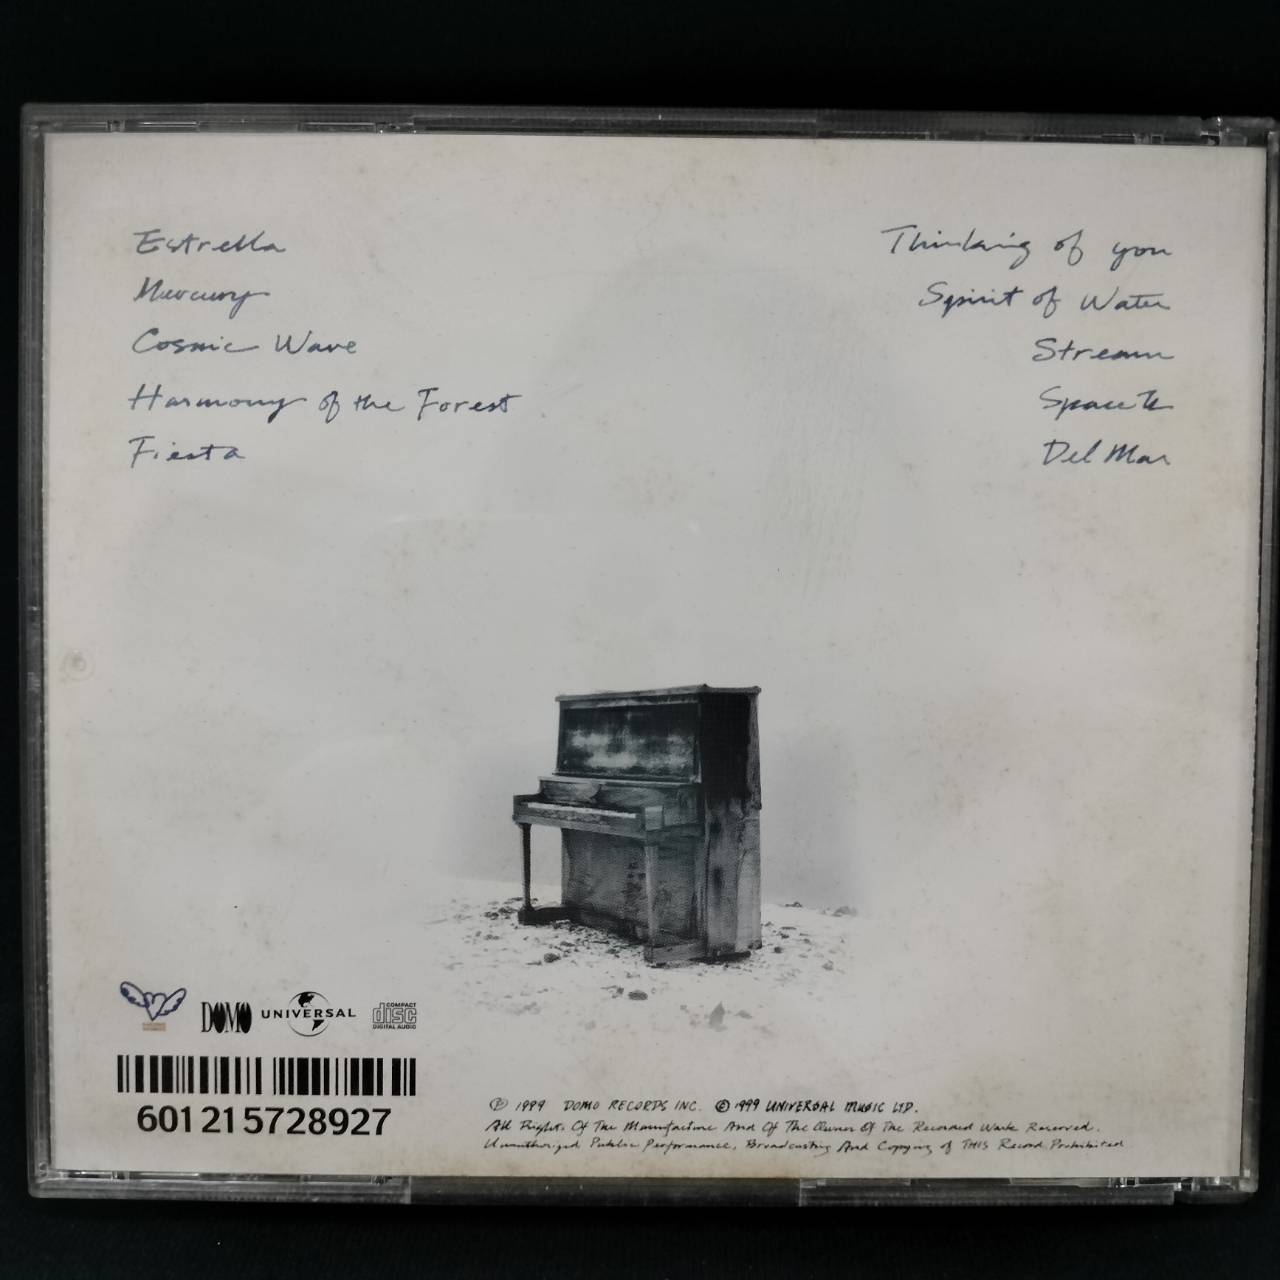 Estrella
Mercury
Cosmic Wave
Harmony of the Forest
Fiesta
Thinking of you
Spirit of Water
Stream
Del Mar
DOMO
UNIVERSAL
COMPACT
disc
DIGITAL AUDIO
601215728927
℗ 1999 DOMO RECORDS INC. © 1999 UNIVERSAL MUSIC LTD.
All Rights Of The Manufacture And Of The Owner Of The Recorded Work Reserved.
Unauthorized Public Performance, Broadcasting And Copying of THIS Record Prohibited